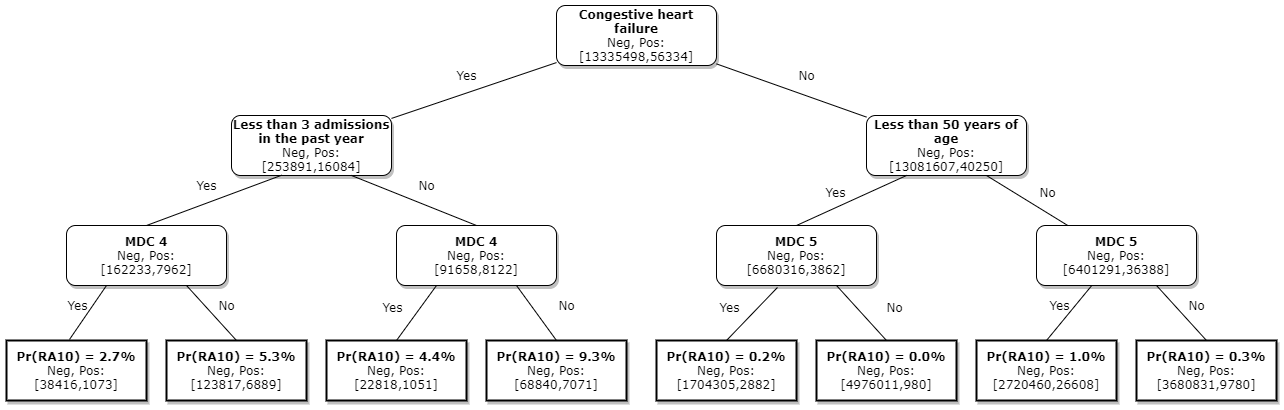 Congestive heart
failure
Neg, Pos:
[13335498,56334]
Yes
No
Less than 3 admissions
in the past year
Neg, Pos:
[253891,16084]
Less than 50 years of
age
Neg, Pos:
[13081607,40250]
Yes
No
Yes
No
MDC 4
Neg, Pos:
[162233,7962]
MDC 4
Neg, Pos:
[91658,8122]
MDC 5
Neg, Pos:
[6680316,3862]
MDC 5
Neg, Pos:
[6401291,36388]
Yes
No
Yes
No
Yes
No
Yes
No
Pr(RA10) = 2.7%
Neg, Pos:
[38416,1073]
Pr(RA10) = 5.3%
Neg, Pos:
[123817,6889]
Pr(RA10) = 4.4%
Neg, Pos:
[22818,1051]
Pr(RA10) = 9.3%
Neg, Pos:
[68840,7071]
Pr(RA10) = 0.2%
Neg, Pos:
[1704305,2882]
Pr(RA10) = 0.0%
Neg, Pos:
[4976011,980]
Pr(RA10) = 1.0%
Neg, Pos:
[2720460,26608]
Pr(RA10) = 0.3%
Neg, Pos:
[3680831,9780]